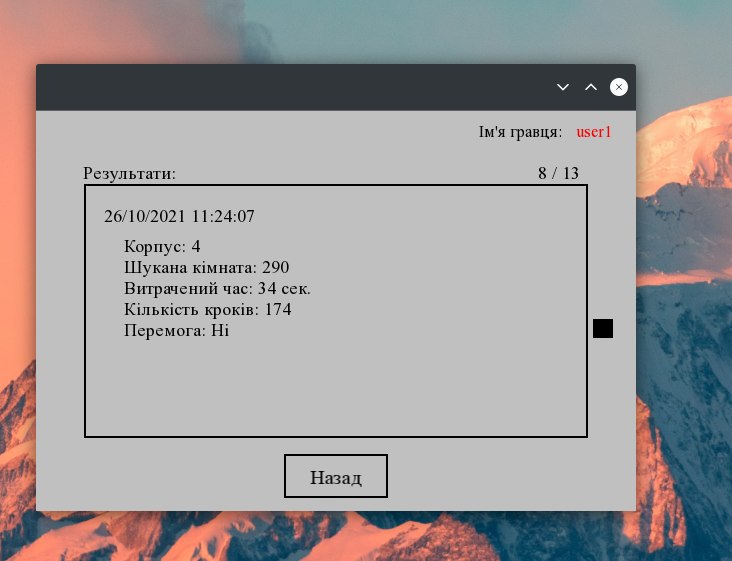 Ім'я гравця: user1
Результати: 8 / 13
26/10/2021 11:24:07
Корпус: 4
Шукана кімната: 290
Витрачений час: 34 сек.
Кількість кроків: 174
Перемога: Ні
Назад